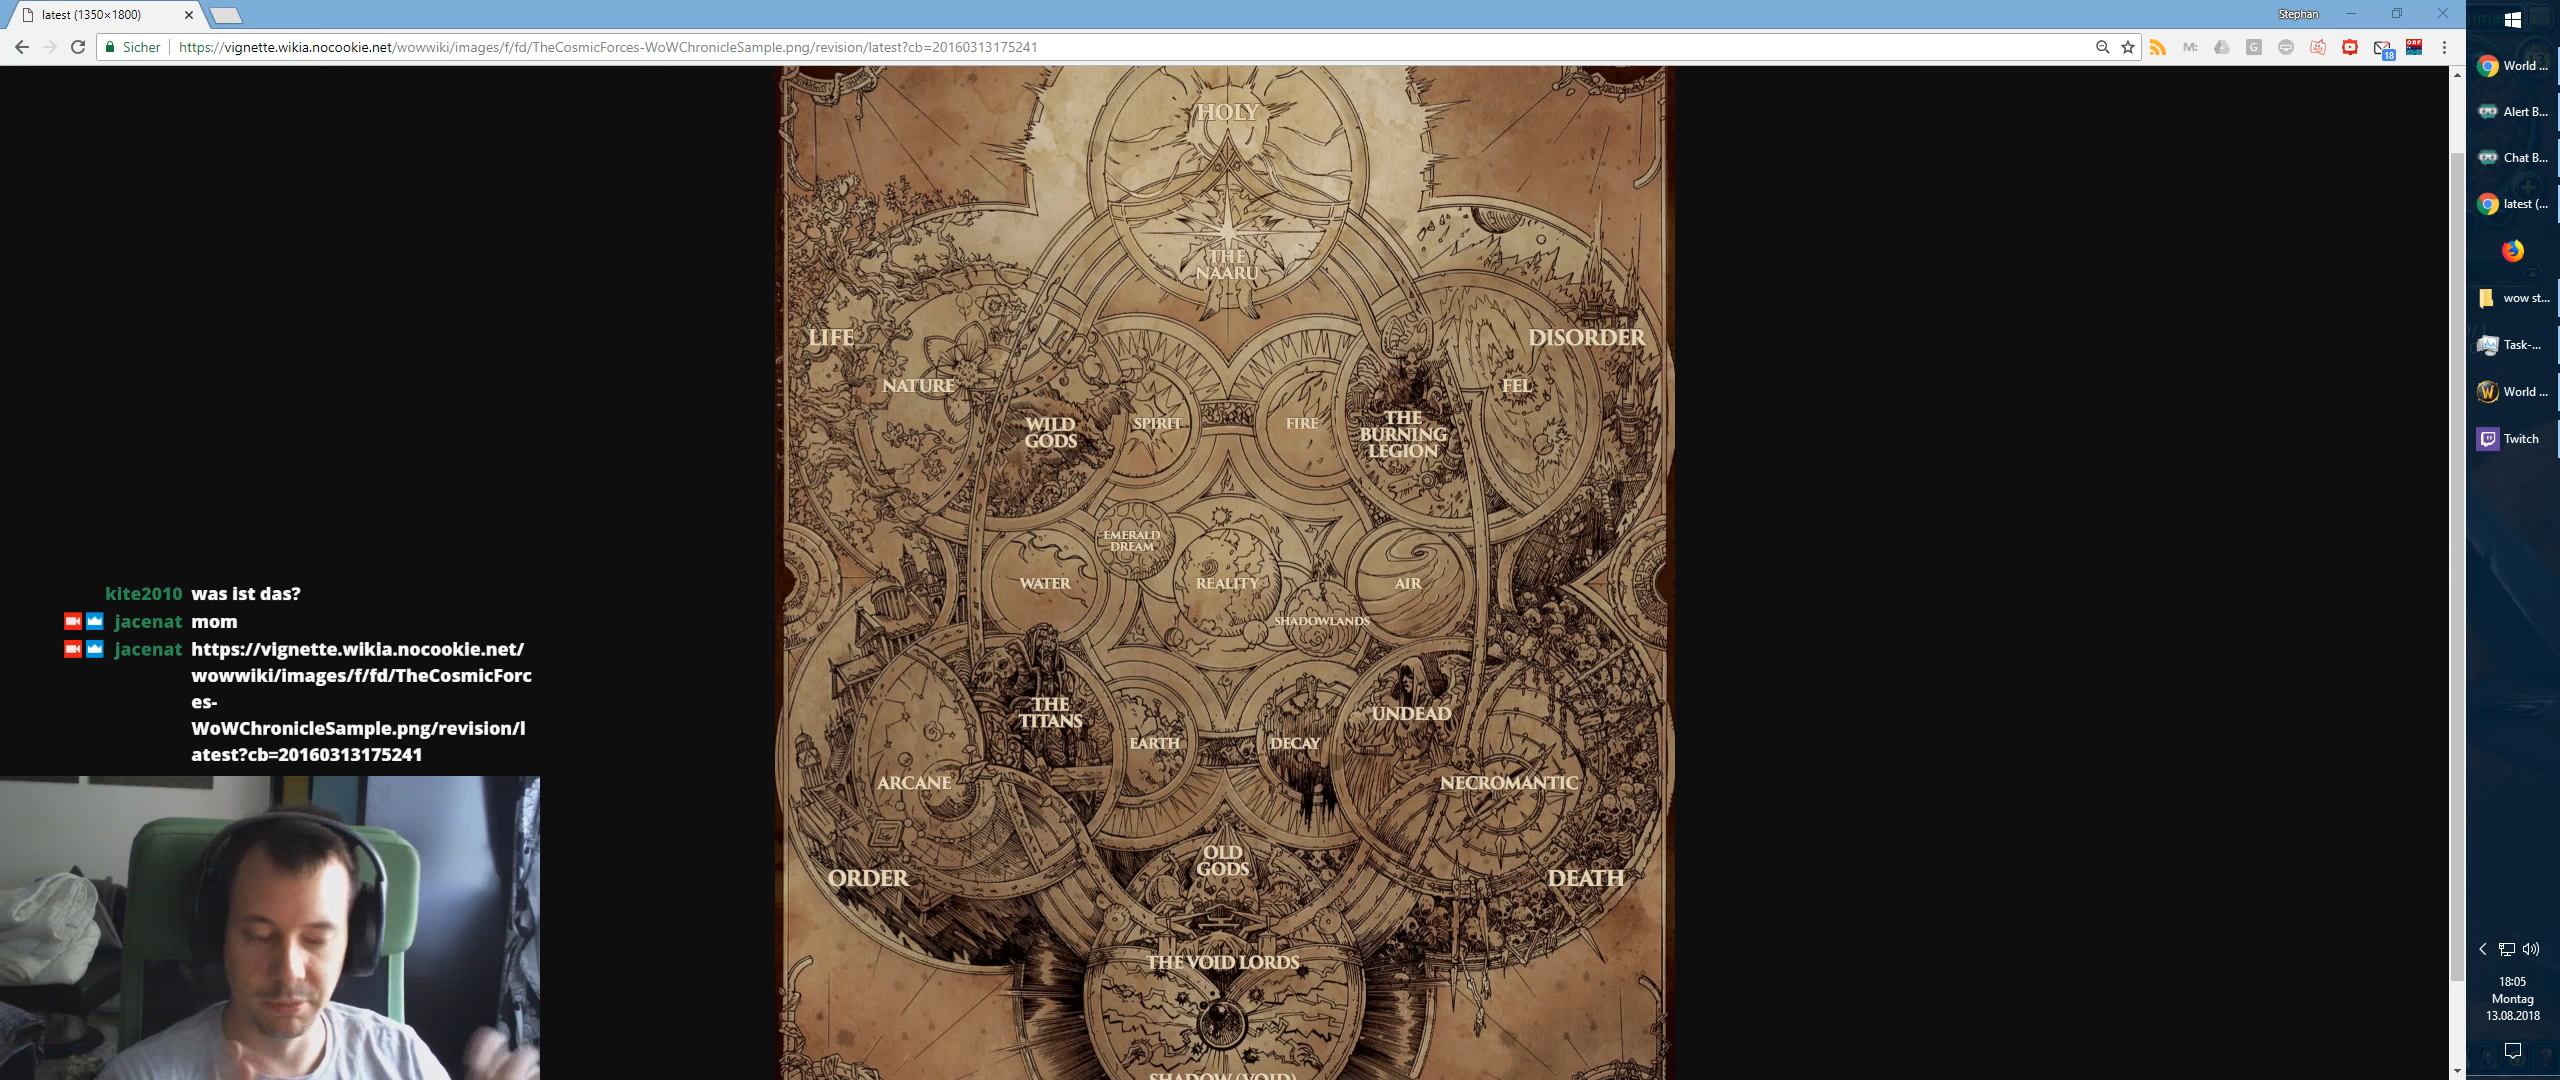 latest (1350×1800)
Stephan
Sicher
https://vignette.wikia.nocookie.net/wowwiki/images/f/fd/TheCosmicForces-WoWChronicleSample.png/revision/latest?cb=20160313175241
M:
G
18
ORF
World ...
Alert B...
Chat B...
latest (...
wow st...
Task-...
World ...
Twitch
HOLY
THE
NAARU
LIFE
DISORDER
NATURE
FEL
WILD
GODS
SPIRIT
FIRE
THE
BURNING
LEGION
EMERALD
DREAM
WATER
REALITY
AIR
SHADOWLANDS
THE
TITANS
UNDEAD
EARTH
DECAY
ARCANE
NECROMANTIC
OLD
GODS
ORDER
DEATH
THE VOID LORDS
SHADOW (VOID)
kite2010 was ist das?
jacenat mom
jacenat https://vignette.wikia.nocookie.net/
wowwiki/images/f/fd/TheCosmicForc
es-
WoWChronicleSample.png/revision/l
atest?cb=20160313175241
18:05
Montag
13.08.2018